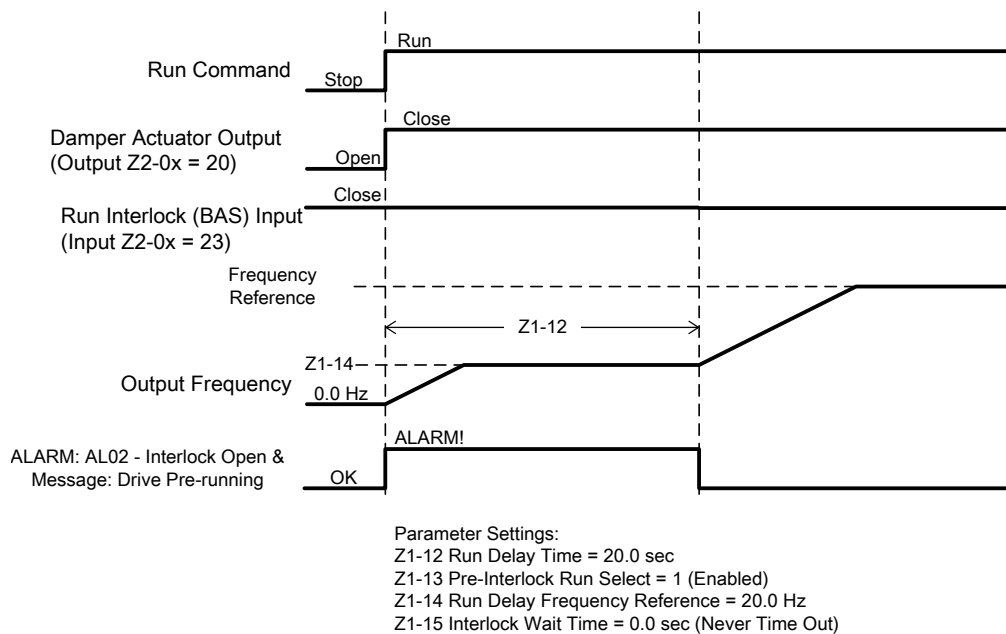 Run
Run Command
Stop
Close
Damper Actuator Output
(Output Z2-0x = 20)
Open
Close
Run Interlock (BAS) Input
(Input Z2-0x = 23)
Frequency
Reference
Z1-12
Z1-14
Output Frequency
0.0 Hz
ALARM!
ALARM: AL02 - Interlock Open &
Message: Drive Pre-running
OK
Parameter Settings:
Z1-12 Run Delay Time = 20.0 sec
Z1-13 Pre-Interlock Run Select = 1 (Enabled)
Z1-14 Run Delay Frequency Reference = 20.0 Hz
Z1-15 Interlock Wait Time = 0.0 sec (Never Time Out)